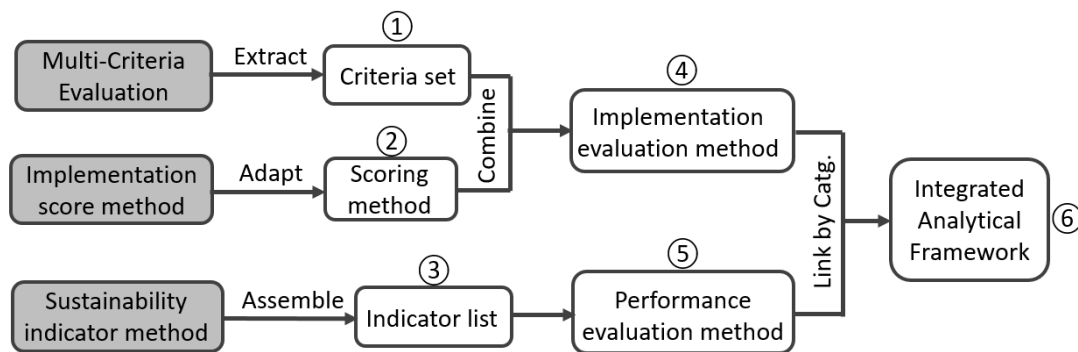 ①
Multi-Criteria
Evaluation
Extract
Criteria set
②
Implementation
score method
Adapt
Scoring
method
Combine
④
Implementation
evaluation method
③
Sustainability
indicator method
Assemble
Indicator list
⑤
Performance
evaluation method
Link by Catg.
Integrated
Analytical
Framework
⑥